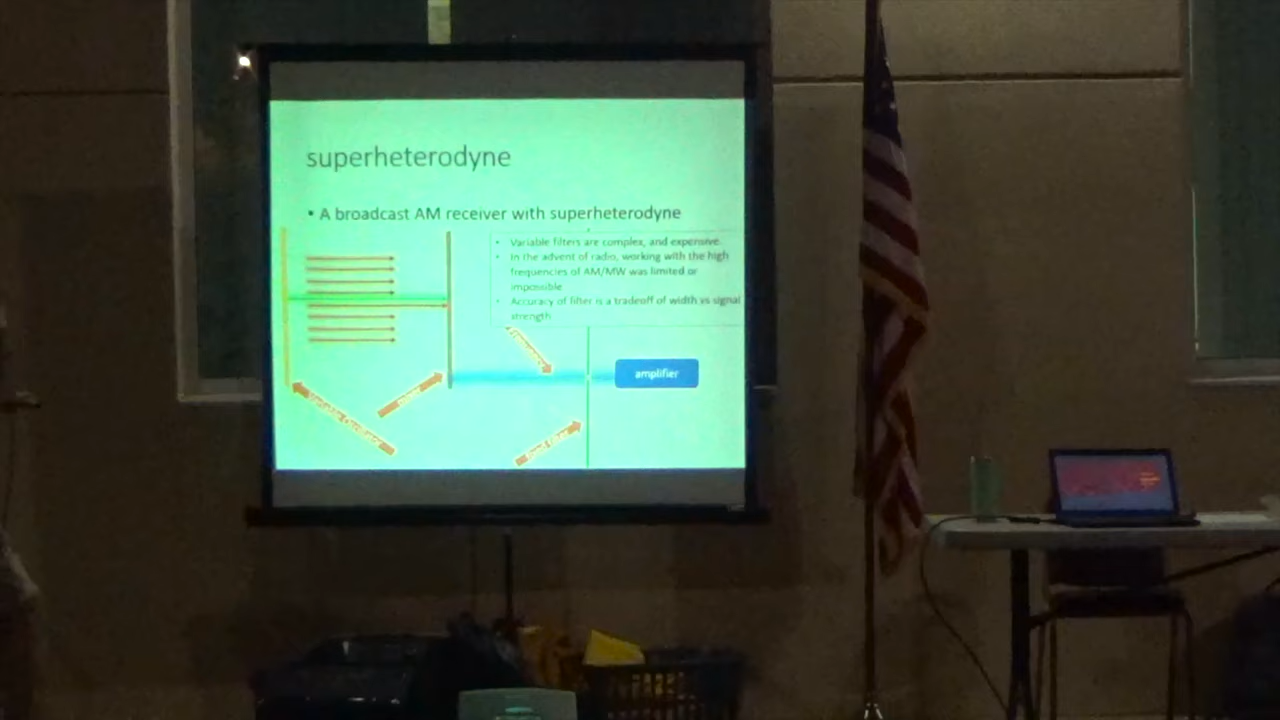 superheterodyne
• A broadcast AM receiver with superheterodyne
• Variable filters are complex, and expensive.
• In the advent of radio, working with the high
frequencies of AM/MW was limited or
impossible
• Accuracy of filter is a tradeoff of width vs signal
strength
amplifier